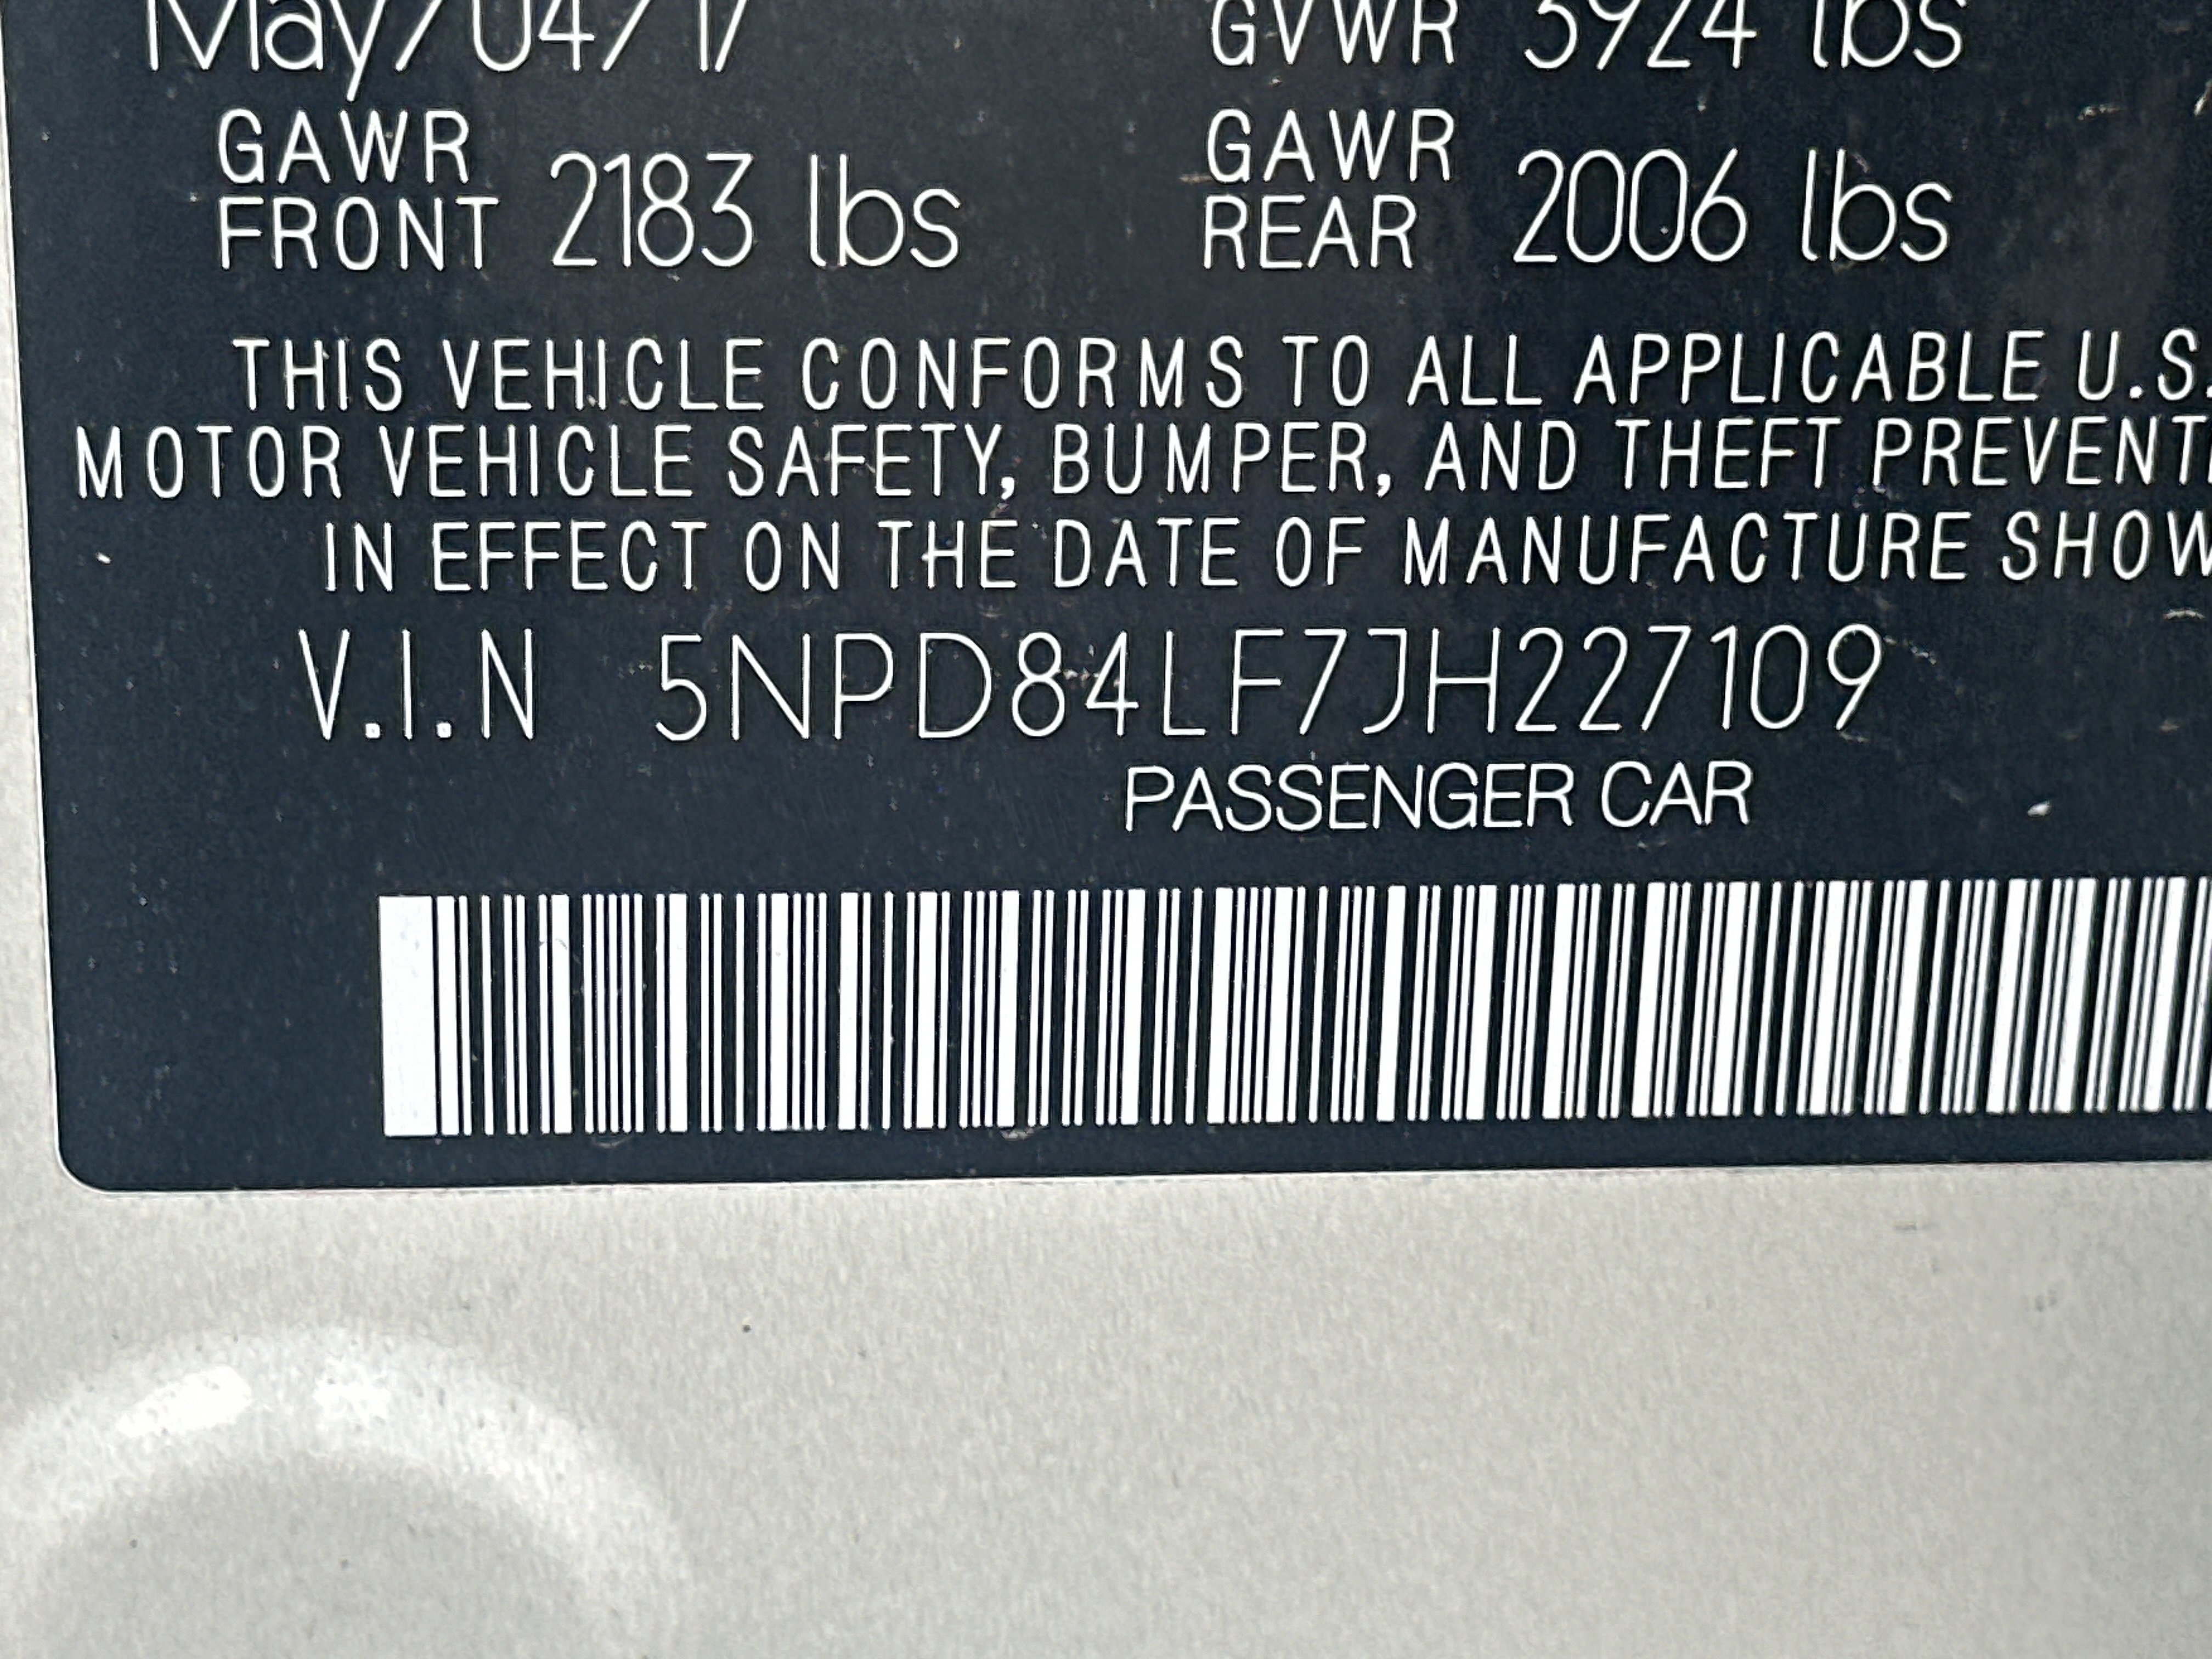 May/04/17 GVWR 3924 lbs
GAWR FRONT 2183 lbs GAWR REAR 2006 lbs
THIS VEHICLE CONFORMS TO ALL APPLICABLE U.S.
MOTOR VEHICLE SAFETY, BUMPER, AND THEFT PREVENT
IN EFFECT ON THE DATE OF MANUFACTURE SHOW
V.I.N 5NPD84LF7JH227109
PASSENGER CAR